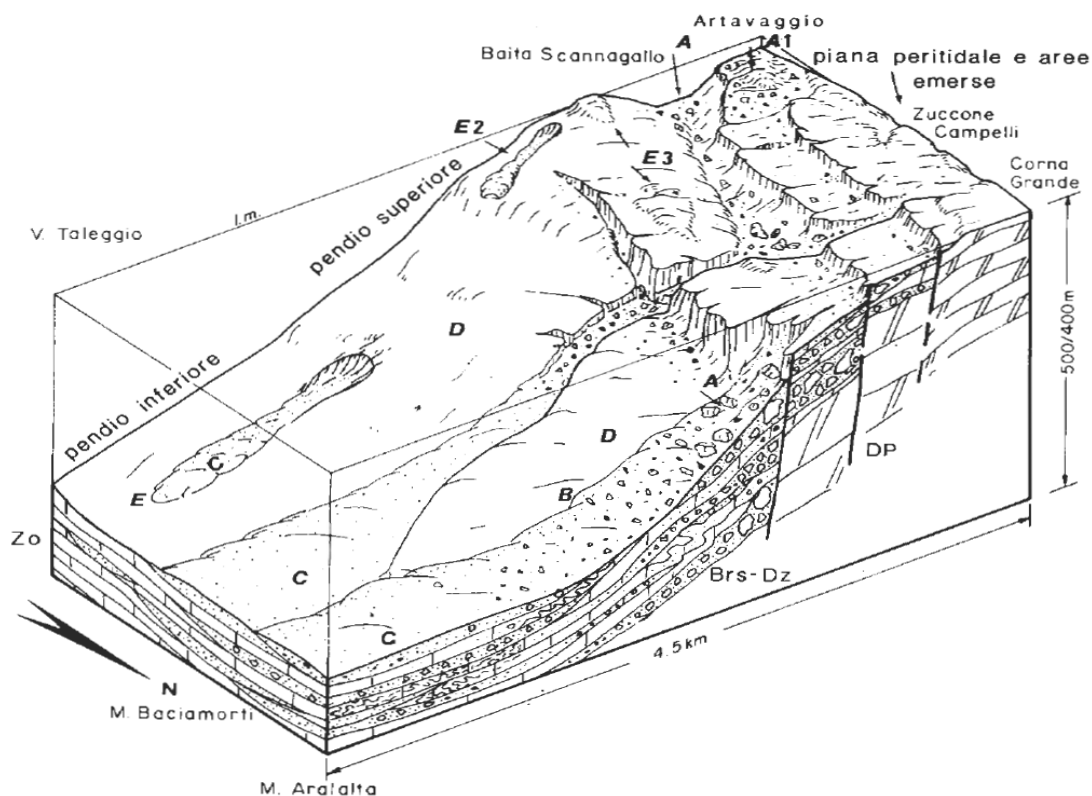 Artavaggio
Baita Scannagallo
A
A1
piana peritidale e aree
emerse
Zuccone
Campelli
Corna
Grande
E2
E3
pendio superiore
l.m.
V. Taleggio
500/400m
D
A
pendio inferiore
D
DP
C
E
B
Zo
Brs-Dz
C
C
4.5km
N
M. Baciamorti
M. Aralalta